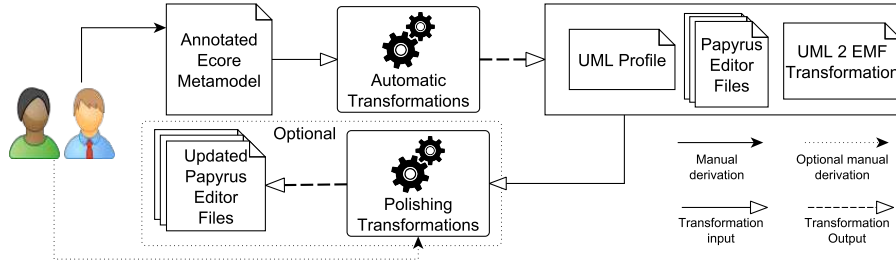 Annotated
Ecore
Metamodel
Automatic
Transformations
UML Profile
Papyrus
Editor
Files
UML 2 EMF
Transformation
Optional
Updated
Papyrus
Editor
Files
Polishing
Transformations
Manual
derivation
Optional manual
derivation
Transformation
input
Transformation
Output